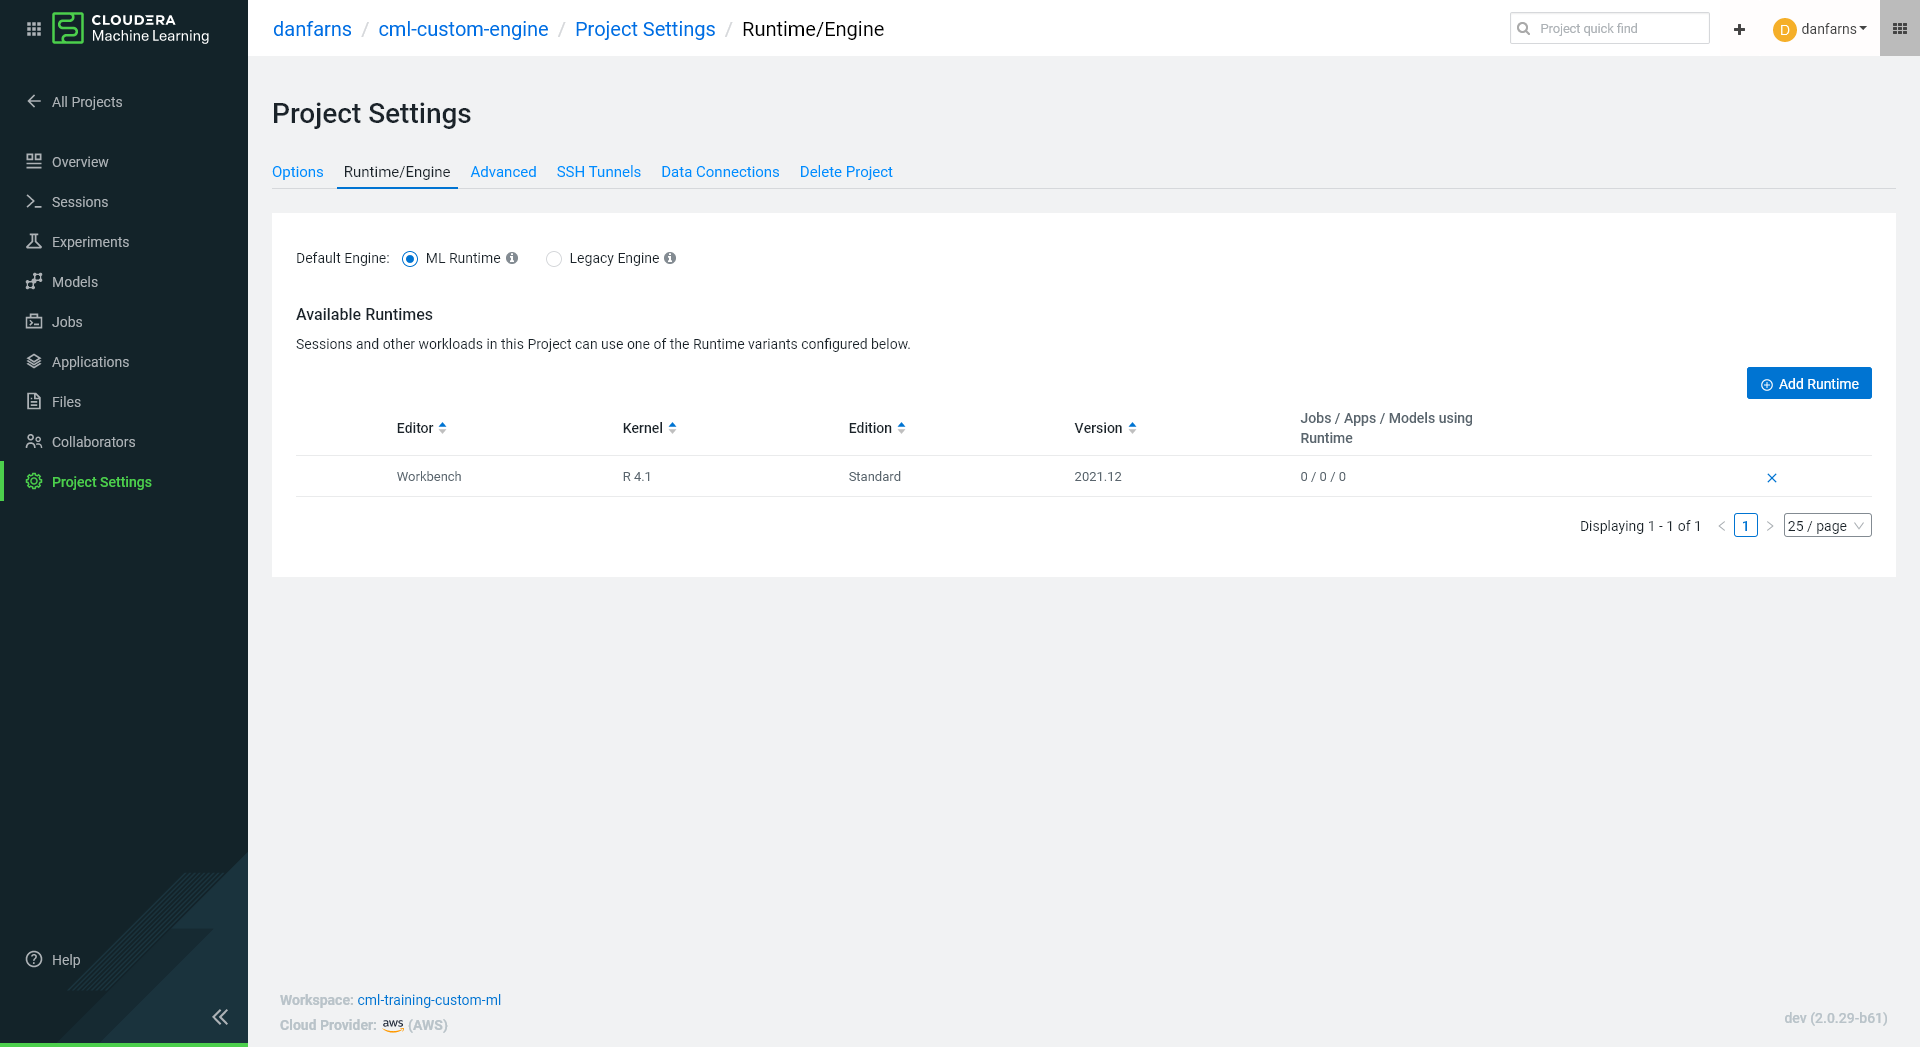 CLOUDERA
Machine Learning
danfarns / cml-custom-engine / Project Settings / Runtime/Engine
Project quick find
D danfarns
All Projects
Overview
Sessions
Experiments
Models
Jobs
Applications
Files
Collaborators
Project Settings
Help
Project Settings
Options Runtime/Engine Advanced SSH Tunnels Data Connections Delete Project
Default Engine: ML Runtime Legacy Engine
Available Runtimes
Sessions and other workloads in this Project can use one of the Runtime variants configured below.
Add Runtime
Editor Kernel Edition Version Jobs / Apps / Models using
Runtime
Workbench R 4.1 Standard 2021.12 0 / 0 / 0
Displaying 1 - 1 of 1 < 1 > 25 / page
Workspace: cml-training-custom-ml
Cloud Provider: aws (AWS)
dev (2.0.29-b61)